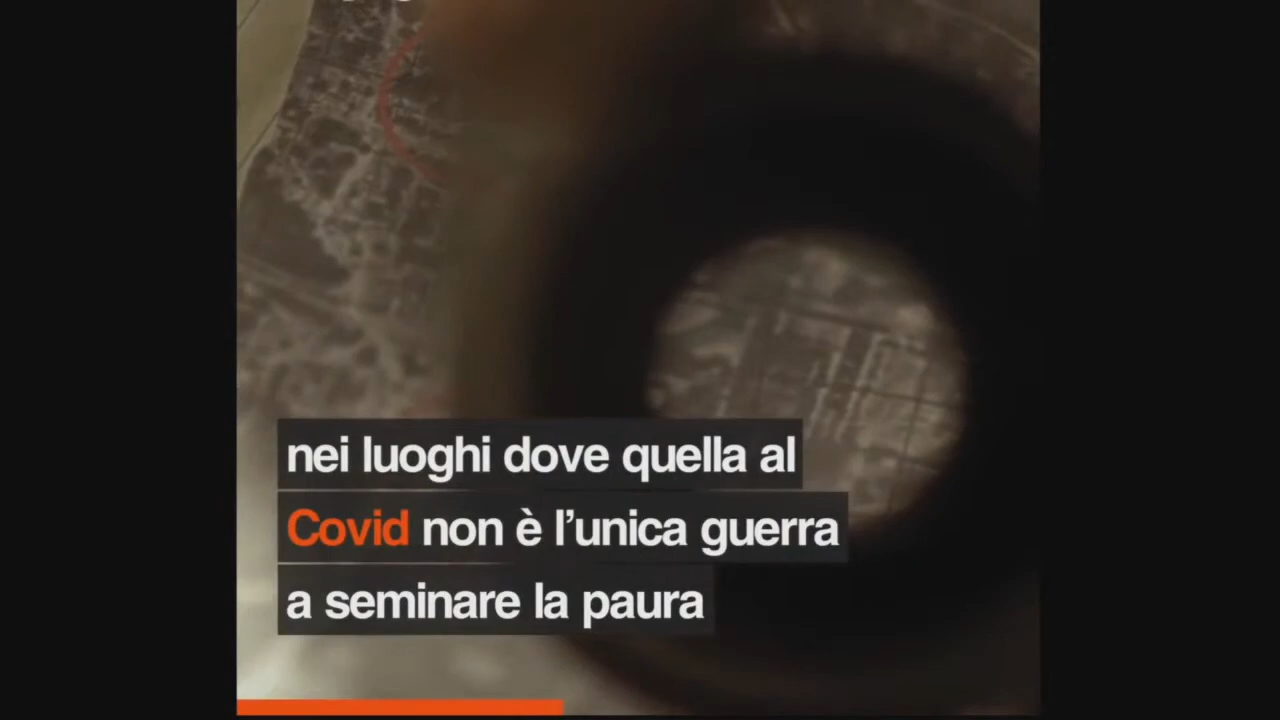 nei luoghi dove quella al
Covid non è l’unica guerra
a seminare la paura